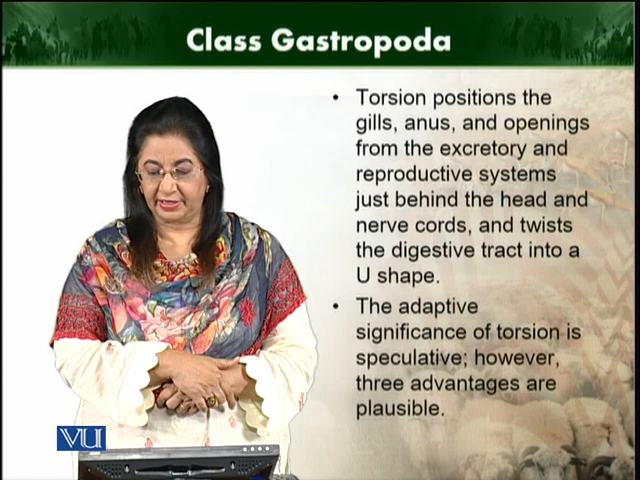 Class Gastropoda
• Torsion positions the
gills, anus, and openings
from the excretory and
reproductive systems
just behind the head and
nerve cords, and twists
the digestive tract into a
U shape.
• The adaptive
significance of torsion is
speculative; however,
three advantages are
plausible.
VU